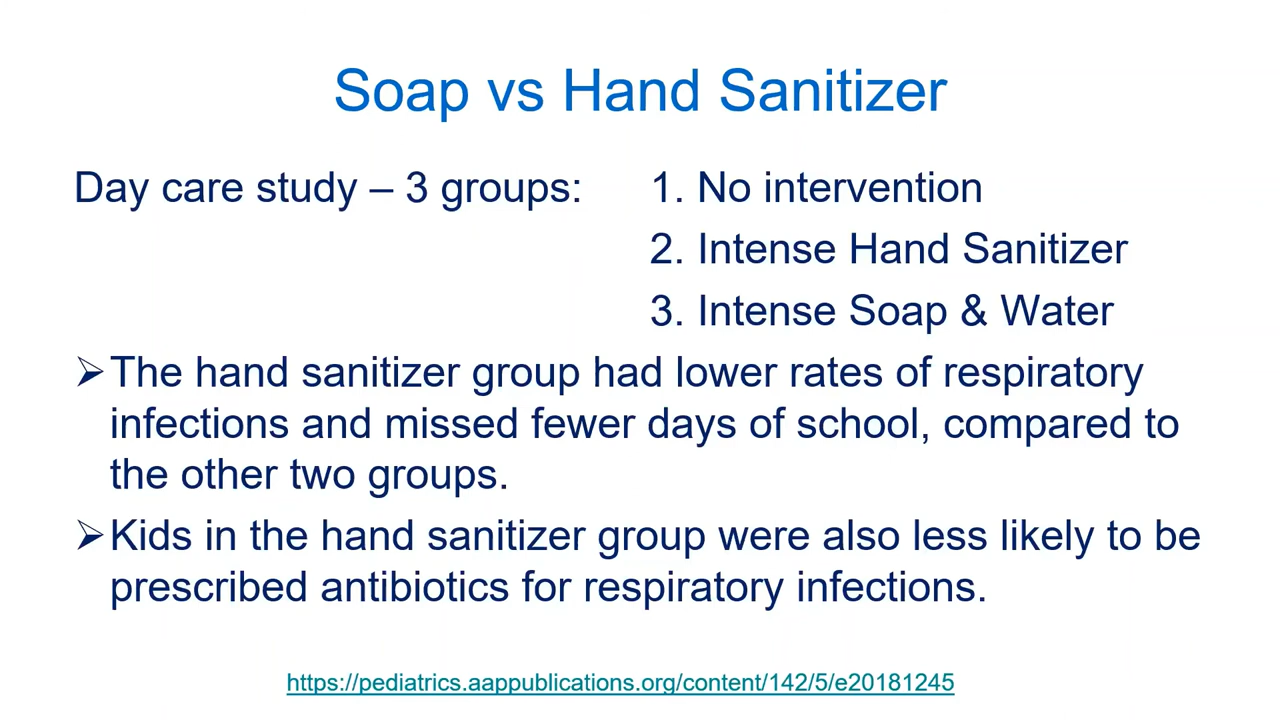 Soap vs Hand Sanitizer
Day care study – 3 groups: 1. No intervention
2. Intense Hand Sanitizer
3. Intense Soap & Water
➢The hand sanitizer group had lower rates of respiratory
infections and missed fewer days of school, compared to
the other two groups.
➢Kids in the hand sanitizer group were also less likely to be
prescribed antibiotics for respiratory infections.
https://pediatrics.aappublications.org/content/142/5/e20181245